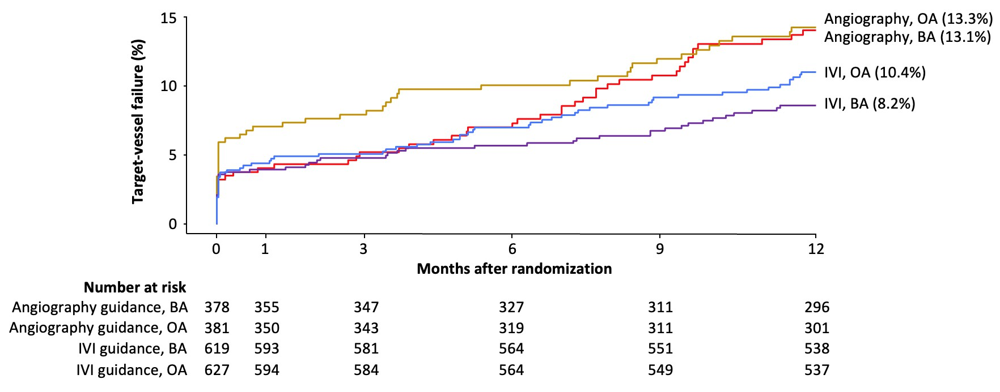 15
Angiography, OA (13.3%)
Angiography, BA (13.1%)
10
IVI, OA (10.4%)
IVI, BA (8.2%)
5
0
Target-vessel failure (%)
0 1 3 6 9 12
Months after randomization
Number at risk
Angiography guidance, BA 378 355 347 327 311 296
Angiography guidance, OA 381 350 343 319 311 301
IVI guidance, BA 619 593 581 564 551 538
IVI guidance, OA 627 594 584 564 549 537